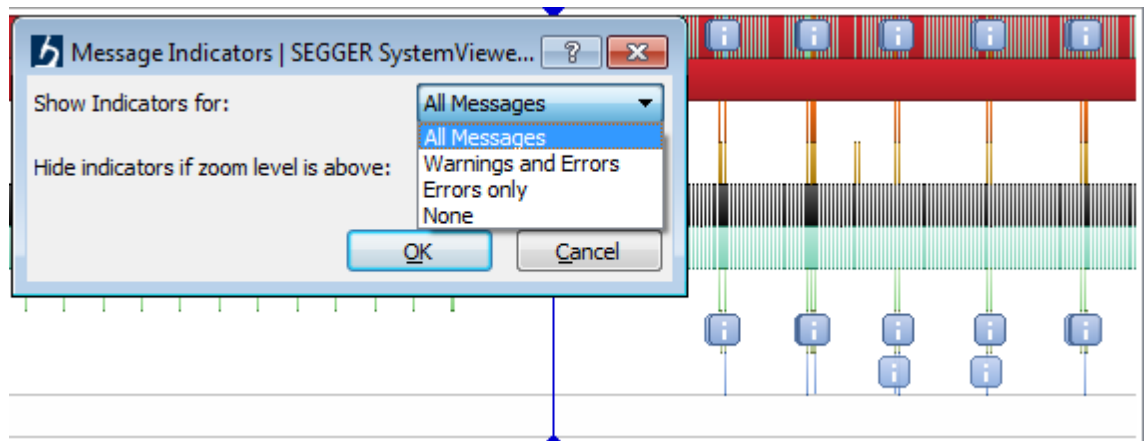 Message Indicators | SEGGER SystemViewe...
Show Indicators for:
All Messages
All Messages
Warnings and Errors
Errors only
None
Hide indicators if zoom level is above:
OK
Cancel